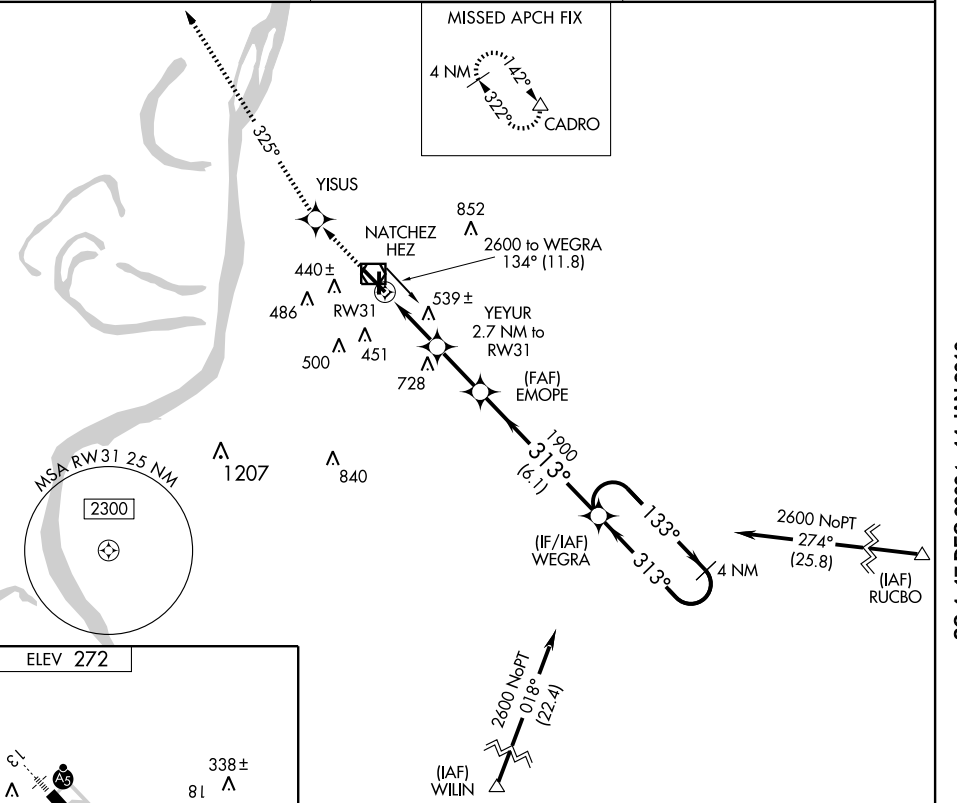 MISSED APCH FIX
4 NM
142°
322°
CADRO
325°
YISUS
852
NATCHEZ
HEZ
2600 to WEGRA
134° (11.8)
440±
486
RW31
539±
YEYUR
2.7 NM to
RW31
500
451
728
(FAF)
EMOPE
1207
840
1900
313°
(6.1)
MSA RW31 25 NM
2300
(IF/IAF)
WEGRA
133°
313°
4 NM
2600 NoPT
274°
(25.8)
(IAF)
RUCBO
ELEV 272
2600 NoPT
018°
(22.4)
(IAF)
WILIN
13
A5
338±
18